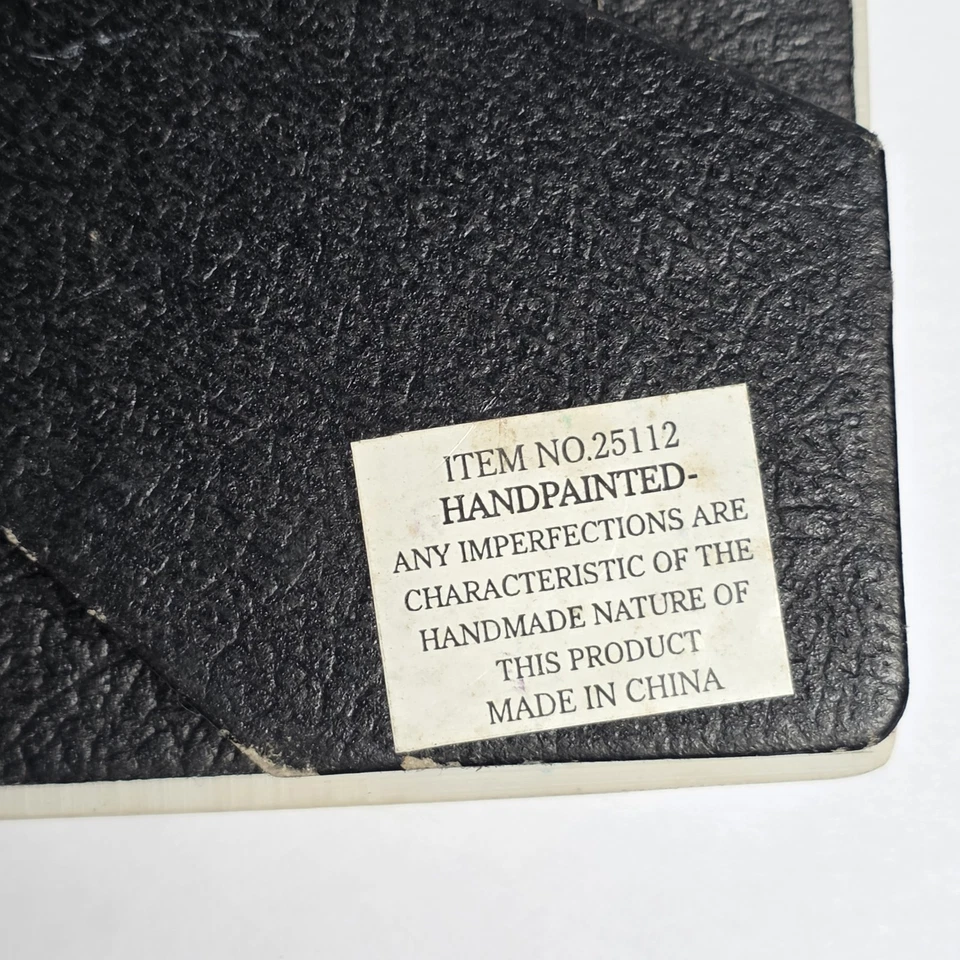 ITEM NO.25112
HANDPAINTED-
ANY IMPERFECTIONS ARE
CHARACTERISTIC OF THE
HANDMADE NATURE OF
THIS PRODUCT
MADE IN CHINA